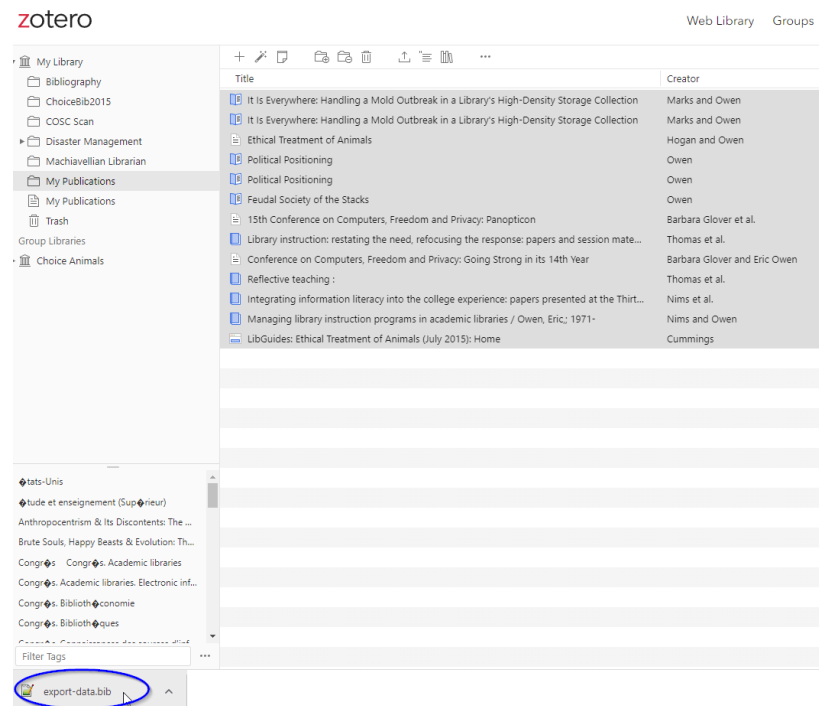 zotero
Web Library Groups
My Library
Bibliography
ChoiceBib2015
COSC Scan
Disaster Management
Machiavellian Librarian
My Publications
My Publications
Trash
Group Libraries
Choice Animals
Title Creator
It Is Everywhere: Handling a Mold Outbreak in a Library's High-Density Storage Collection Marks and Owen
It Is Everywhere: Handling a Mold Outbreak in a Library's High-Density Storage Collection Marks and Owen
Ethical Treatment of Animals Hogan and Owen
Political Positioning Owen
Political Positioning Owen
Feudal Society of the Stacks Owen
15th Conference on Computers, Freedom and Privacy: Panopticon Barbara Glover et al.
Library instruction: restating the need, refocusing the response: papers and session mate... Thomas et al.
Conference on Computers, Freedom and Privacy: Going Strong in its 14th Year Barbara Glover and Eric Owen
Reflective teaching : Thomas et al.
Integrating information literacy into the college experience: papers presented at the Thirt... Nims et al.
Managing library instruction programs in academic libraries / Owen, Eric,; 1971- Nims and Owen
LibGuides: Ethical Treatment of Animals (July 2015): Home Cummings
�tats-Unis
�tude et enseignement (Sup�rieur)
Anthropocentrism & Its Discontents: The ...
Brute Souls, Happy Beasts & Evolution: Th...
Congr�s Congr�s. Academic libraries
Congr�s. Academic libraries. Electronic inf...
Congr�s. Biblioth�conomie
Congr�s. Biblioth�ques
Filter Tags ...
export-data.bib